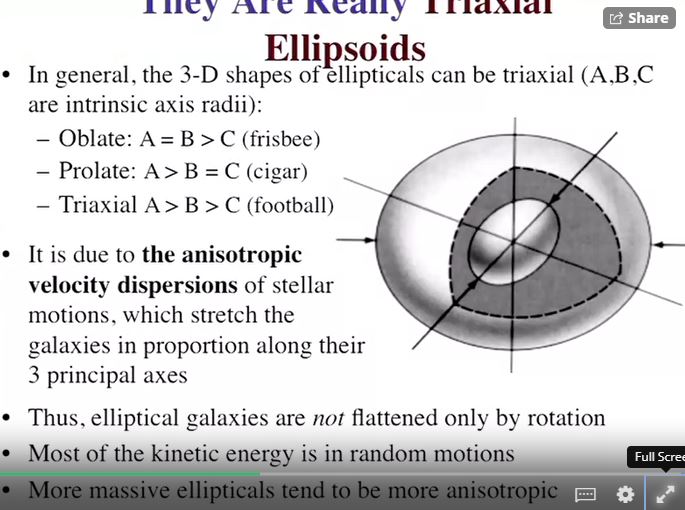 They Are Really Triaxial
Share
Ellipsoids
• In general, the 3-D shapes of ellipticals can be triaxial (A,B,C
are intrinsic axis radii):
– Oblate: A = B > C (frisbee)
– Prolate: A > B = C (cigar)
– Triaxial A > B > C (football)
• It is due to the anisotropic
velocity dispersions of stellar
motions, which stretch the
galaxies in proportion along their
3 principal axes
• Thus, elliptical galaxies are not flattened only by rotation
• Most of the kinetic energy is in random motions
Full Scree
• More massive ellipticals tend to be more anisotropic